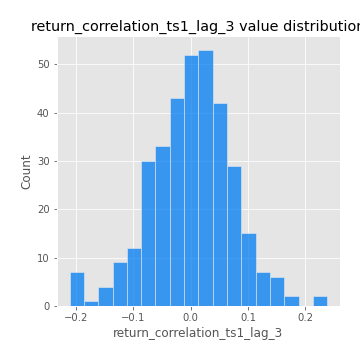 return_correlation_ts1_lag_3 value distribution
50
40
30
20
10
0
Count
−0.2 −0.1 0.0 0.1 0.2
return_correlation_ts1_lag_3